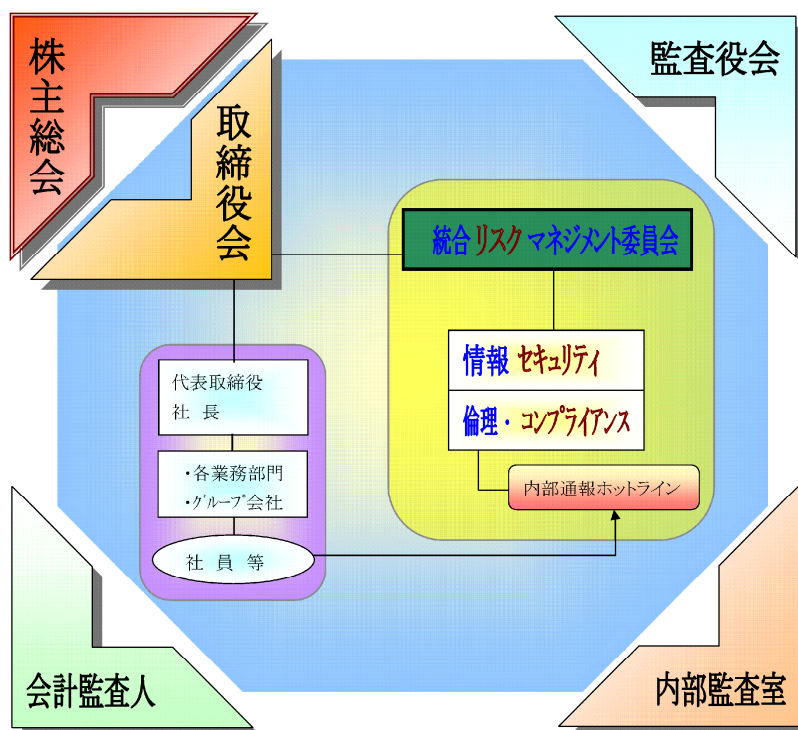 株主総会
取締役会
監査役会
統合リスクマネジメント委員会
情報セキュリティ
倫理・コンプライアンス
内部通報ホットライン
代表取締役
社長
・各業務部門
・グループ会社
社員等
会計監査人
内部監査室